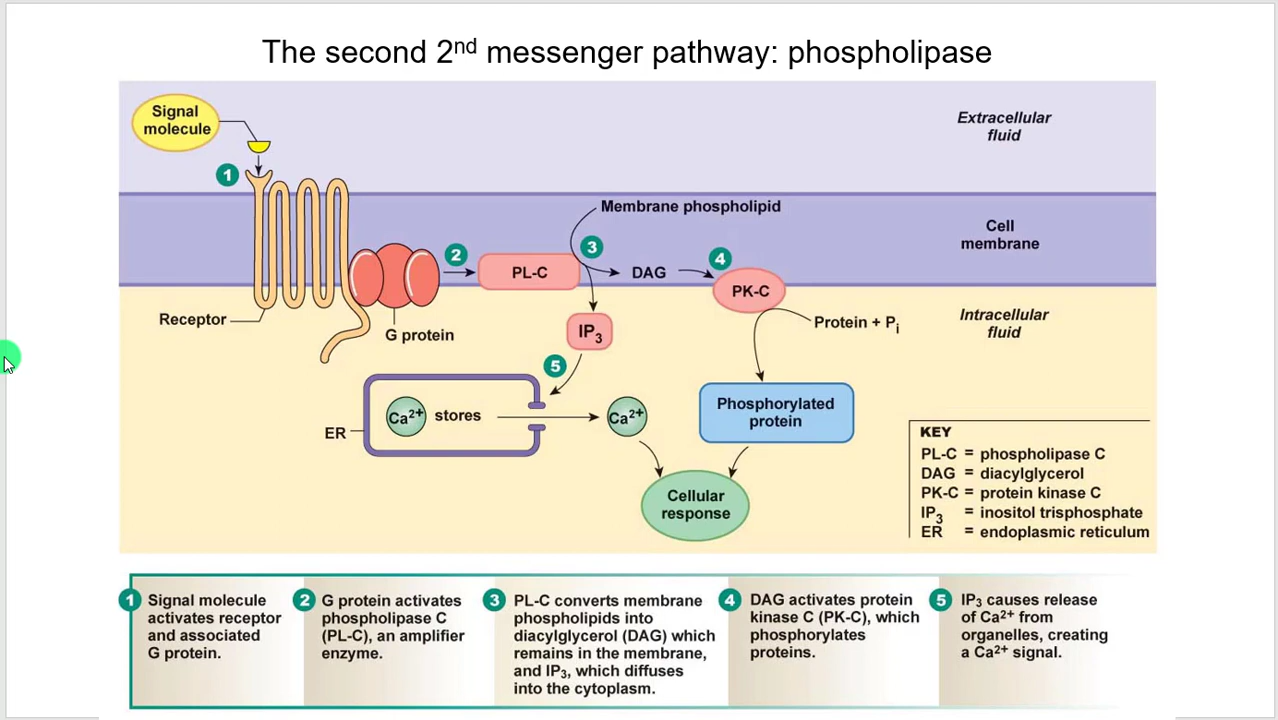 The second 2nd messenger pathway: phospholipase
Signal
molecule
Extracellular
fluid
1
Membrane phospholipid
Cell
membrane
2
3
4
PL-C
DAG
PK-C
Receptor
G protein
IP3
Protein + Pi
Intracellular
fluid
5
ER
Ca2+
stores
Ca2+
Phosphorylated
protein
Cellular
response
KEY
PL-C = phospholipase C
DAG = diacylglycerol
PK-C = protein kinase C
IP3 = inositol trisphosphate
ER = endoplasmic reticulum
1 Signal molecule
activates receptor
and associated
G protein.
2 G protein activates
phospholipase C
(PL-C), an amplifier
enzyme.
3 PL-C converts membrane
phospholipids into
diacylglycerol (DAG) which
remains in the membrane,
and IP3, which diffuses
into the cytoplasm.
4 DAG activates protein
kinase C (PK-C), which
phosphorylates
proteins.
5 IP3 causes release
of Ca2+ from
organelles, creating
a Ca2+ signal.